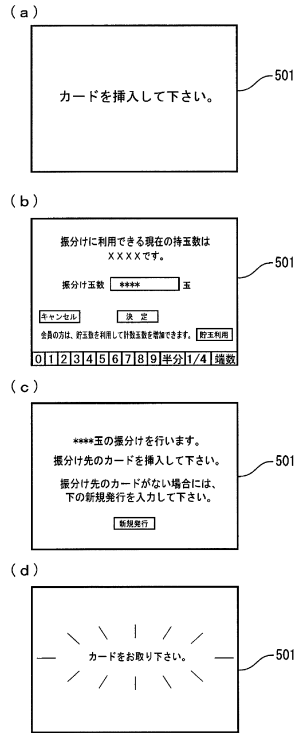 (a)
カードを挿入して下さい。
501
(b)
振分けに利用できる現在の持玉数は
XXXXです。
振分け玉数 **** 玉
501
キャンセル 決 定
会員の方は、貯玉数を利用して計数玉数を増加できます。 貯玉利用
0 1 2 3 4 5 6 7 8 9 半分 1/4 端数
(c)
****玉の振分けを行います。
振分け先のカードを挿入して下さい。
501
振分け先のカードがない場合には、
下の新規発行を入力して下さい。
新規発行
(d)
カードをお取り下さい。
501